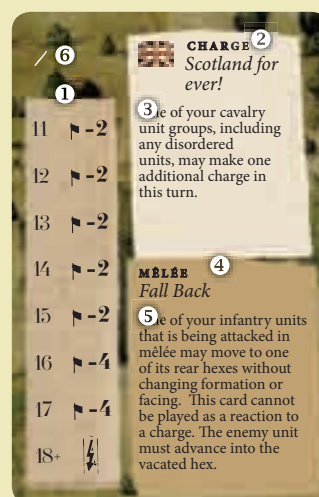 6
CHARGE 2
Scotland for
ever!
1
3 ne of your cavalry
unit groups, including
any disordered
units, may make one
additional charge in
this turn.
11 -2
12 -2
13 -2
14 -2
15 -2
16 -4
17 -4
18+
4
MÊLÉE
Fall Back
5 ne of your infantry units
that is being attacked in
mêlée may move to one
of its rear hexes without
changing formation or
facing. This card cannot
be played as a reaction to
a charge. The enemy unit
must advance into the
vacated hex.